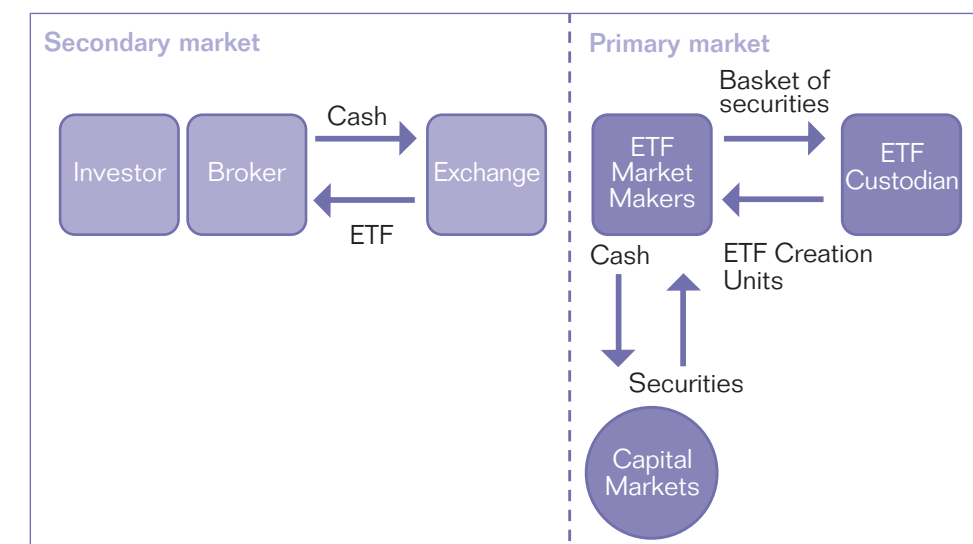 Secondary market
Investor
Broker
Cash
ETF
Exchange
Primary market
Basket of
securities
ETF
Market
Makers
ETF
Custodian
ETF Creation
Units
Cash
Securities
Capital
Markets